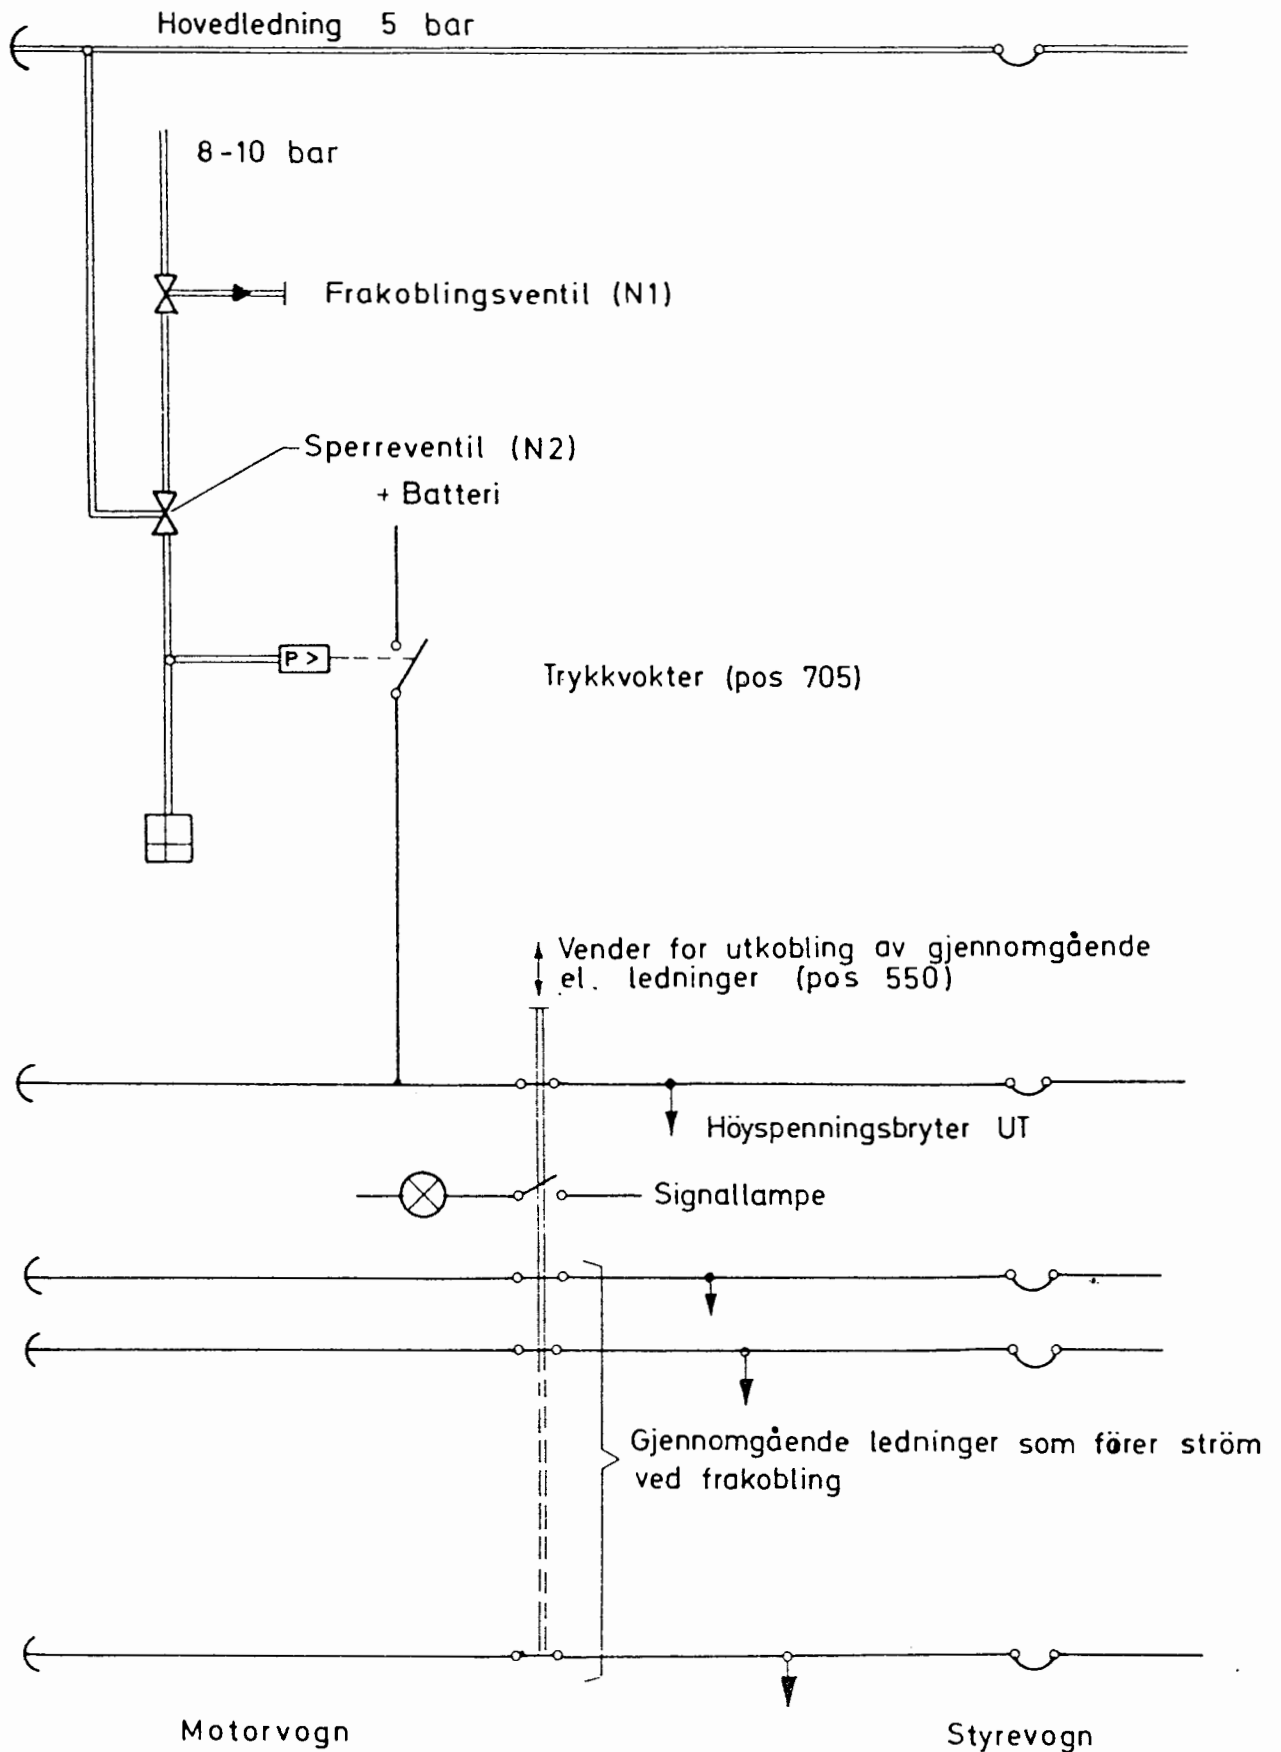 Hovedledning 5 bar
8-10 bar
Frakoblingsventil (N1)
Sperreventil (N2)
+ Batteri
P >
Trykkvokter (pos 705)
Vender for utkobling av gjennomgående
el. ledninger (pos 550)
Höyspenningsbryter UT
Signallampe
Gjennomgående ledninger som förer ström
ved frakobling
Motorvogn
Styrevogn